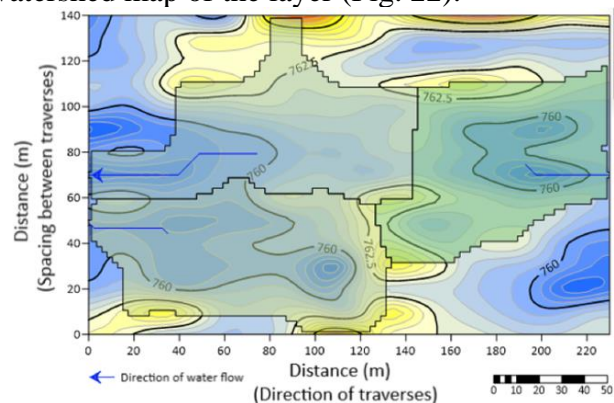 watershed map of the layer (Fig. 22).
140
120
100
80
60
40
20
0
Distance (m)
(Spacing between traverses)
762.5
762.5
760
760
760
762.5
760
760
0 20 40 60 80 100 120 140 160 180 200 220
Distance (m)
(Direction of traverses)
Direction of water flow
0 10 20 30 40 50